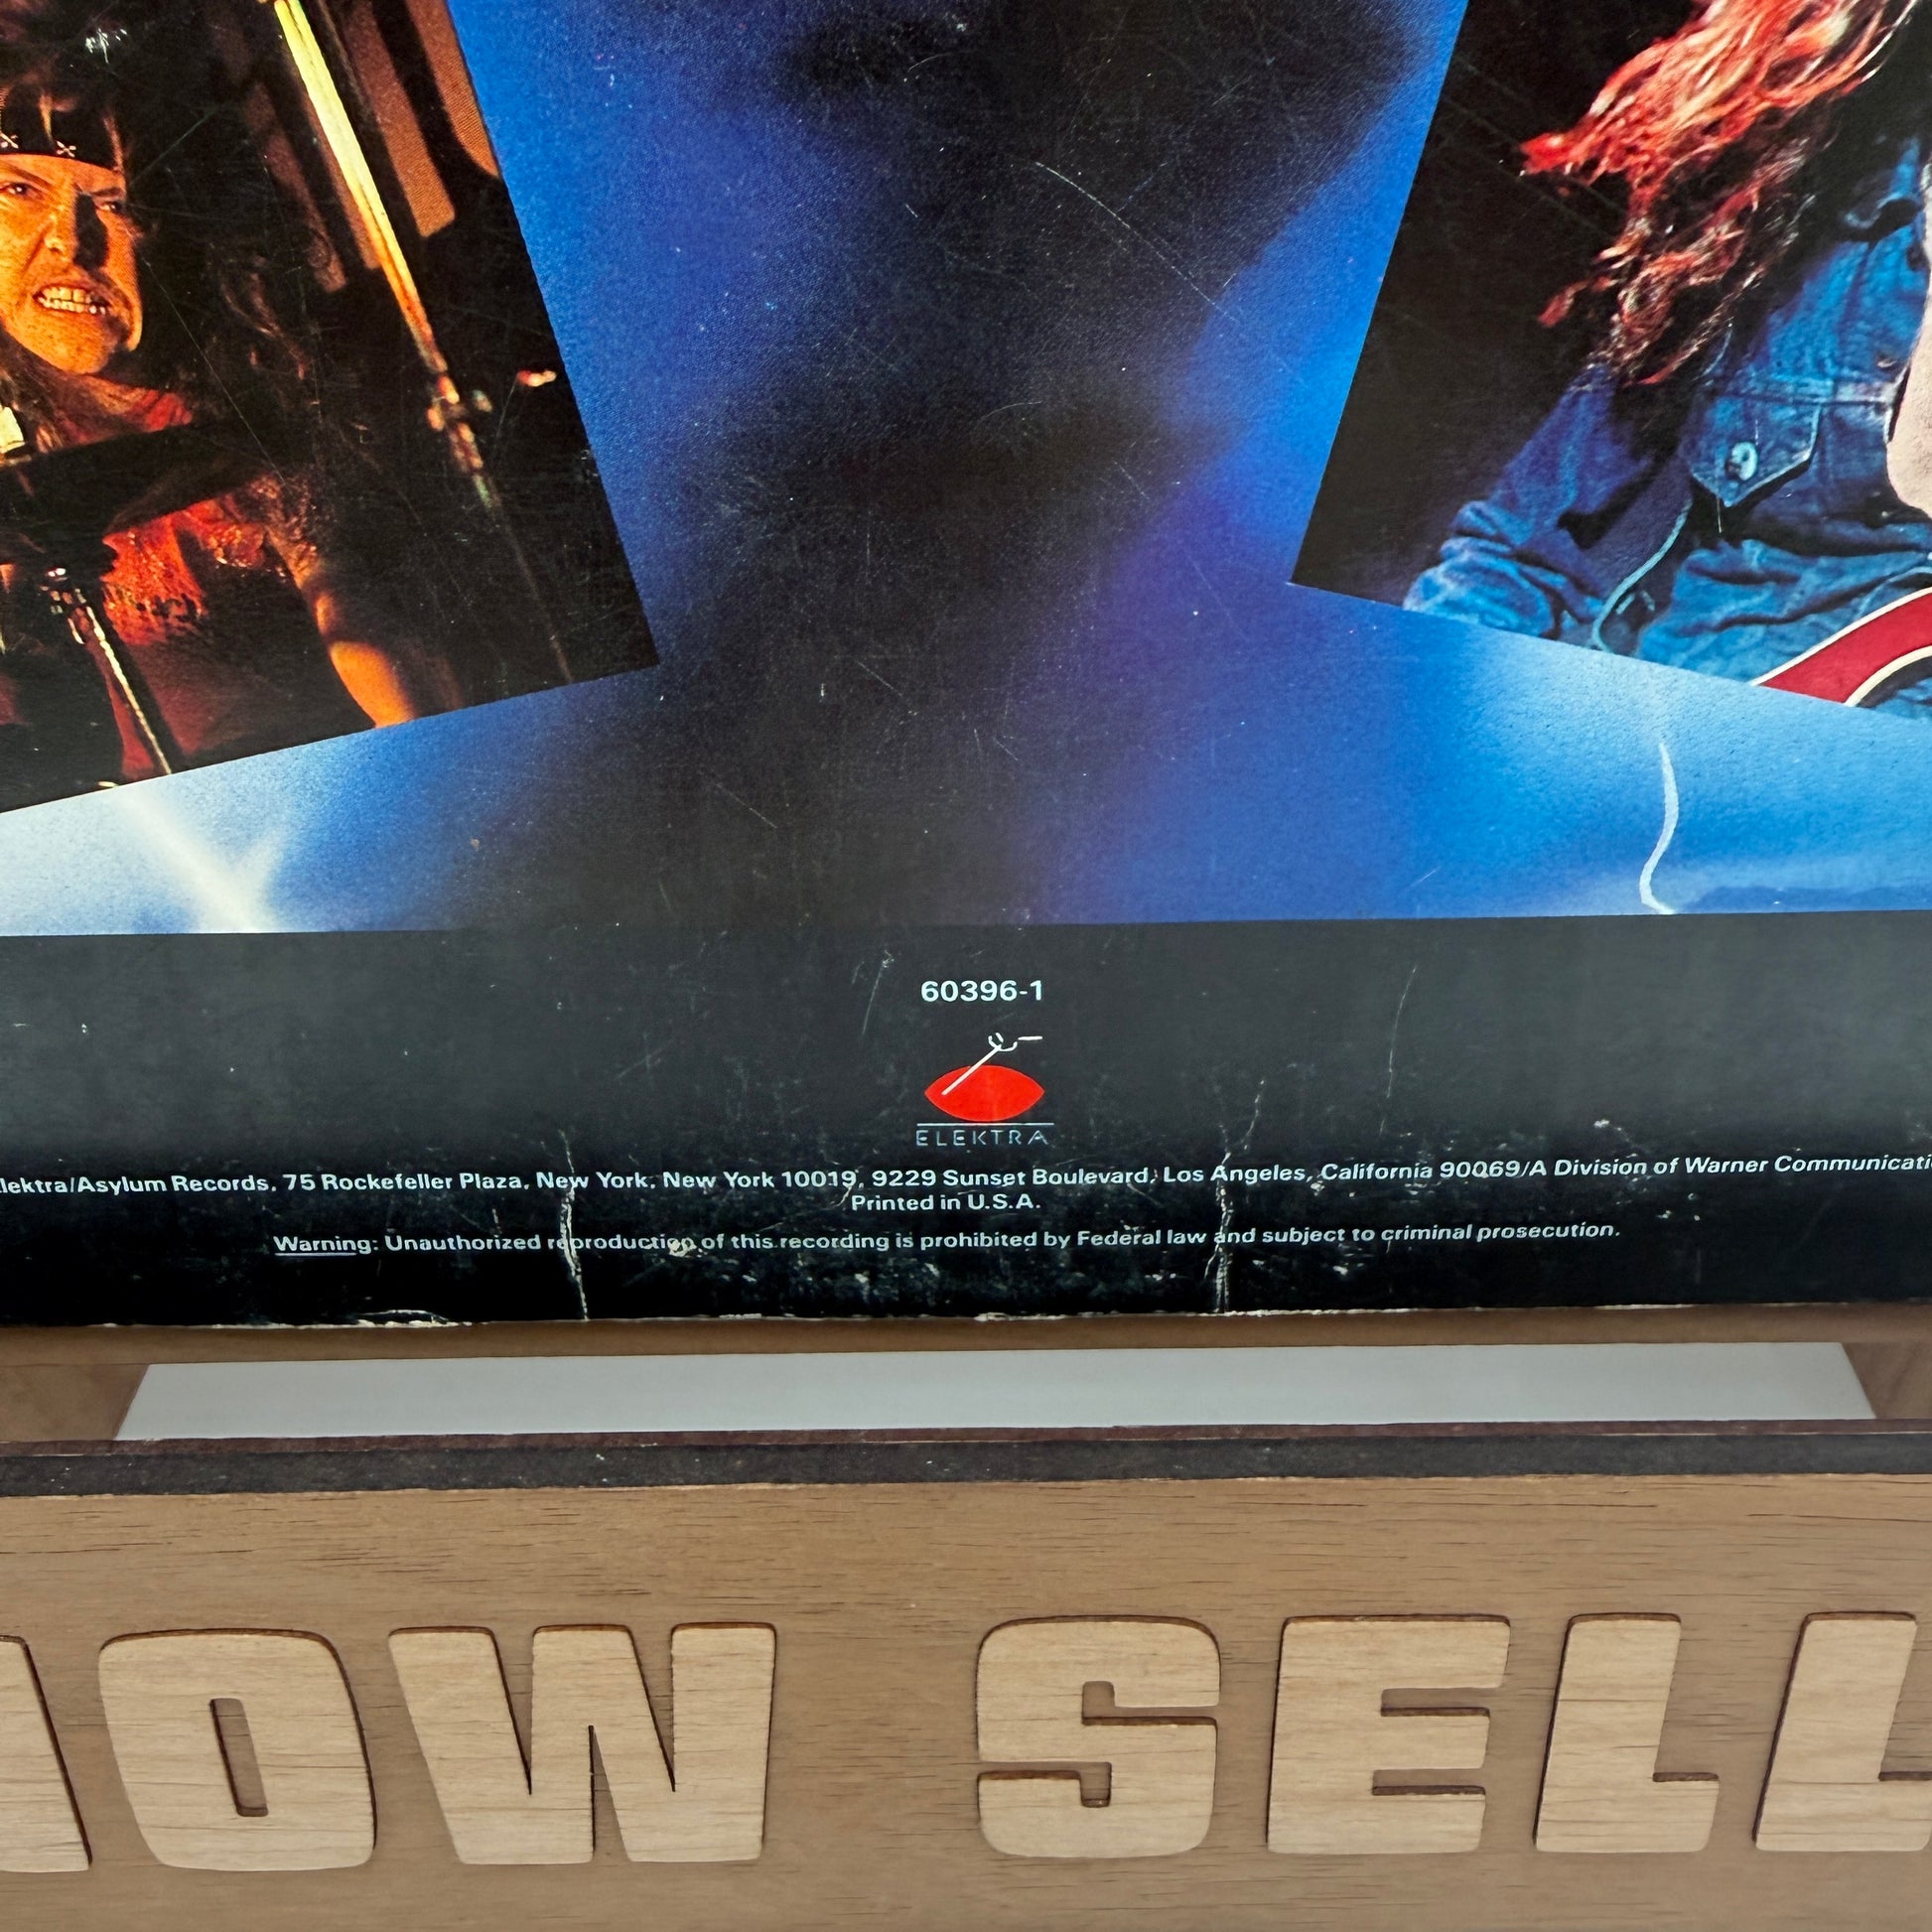 60396-1
ELEKTRA
lektra/Asylum Records, 75 Rockefeller Plaza, New York, New York 10019, 9229 Sunset Boulevard, Los Angeles, California 90069/A Division of Warner Communicati
Printed in U.S.A.
Warning: Unauthorized reproduction of this recording is prohibited by Federal law and subject to criminal prosecution.
OW SELL